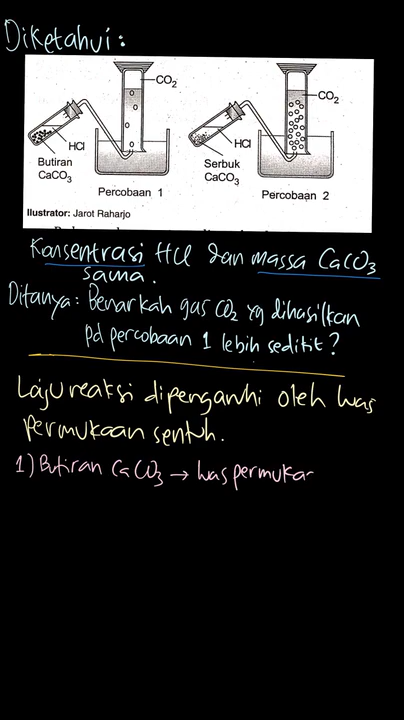 Diketahui:
CO₂
CO₂
HCl
HCl
Butiran
CaCO₃
Serbuk
CaCO₃
Percobaan 1
Percobaan 2
Ilustrator: Jarot Raharjo
Konsentrasi HCl dan massa CaCO₃
sama.
Ditanya: Benarkah gas CO₂ yg dihasilkan
pd percobaan 1 lebih sedikit?
Laju reaksi dipengaruhi oleh luas
permukaan sentuh.
1) Butiran CaCO₃ → luas permuka